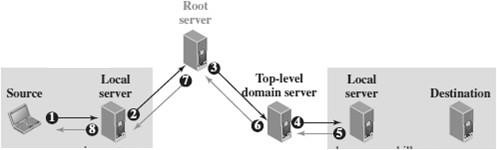 Root
server
3
7
Top-level
domain server
Local
server
Local
server
Source
Destination
1
2
8
6
4
5